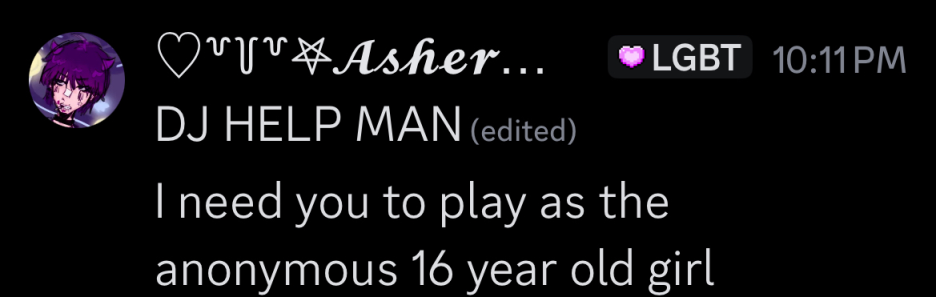 ♡ꪔꪊꪔ⛧𝓐𝓼𝓱𝓮𝓻... LGBT 10:11 PM
DJ HELP MAN (edited)
I need you to play as the
anonymous 16 year old girl